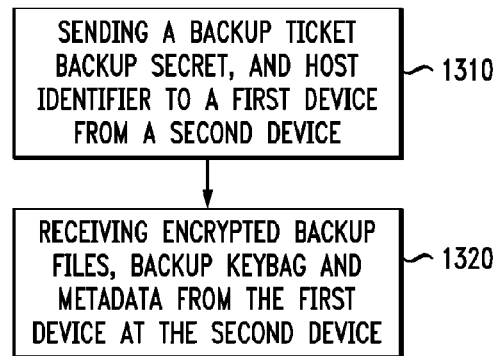 SENDING A BACKUP TICKET
BACKUP SECRET, AND HOST
IDENTIFIER TO A FIRST DEVICE
FROM A SECOND DEVICE
1310
RECEIVING ENCRYPTED BACKUP
FILES, BACKUP KEYBAG AND
METADATA FROM THE FIRST
DEVICE AT THE SECOND DEVICE
1320